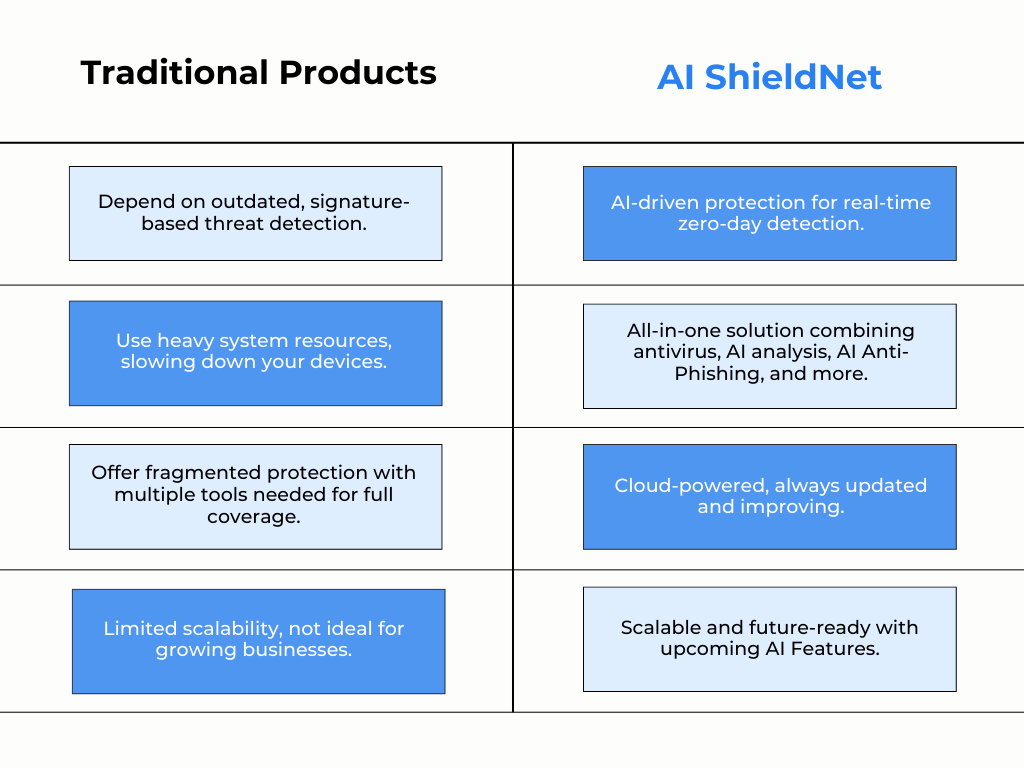 Traditional Products
AI ShieldNet
Depend on outdated, signature-
based threat detection.
AI-driven protection for real-time
zero-day detection.
Use heavy system resources,
slowing down your devices.
All-in-one solution combining
antivirus, AI analysis, AI Anti-
Phishing, and more.
Offer fragmented protection with
multiple tools needed for full
coverage.
Cloud-powered, always updated
and improving.
Limited scalability, not ideal for
growing businesses.
Scalable and future-ready with
upcoming AI Features.